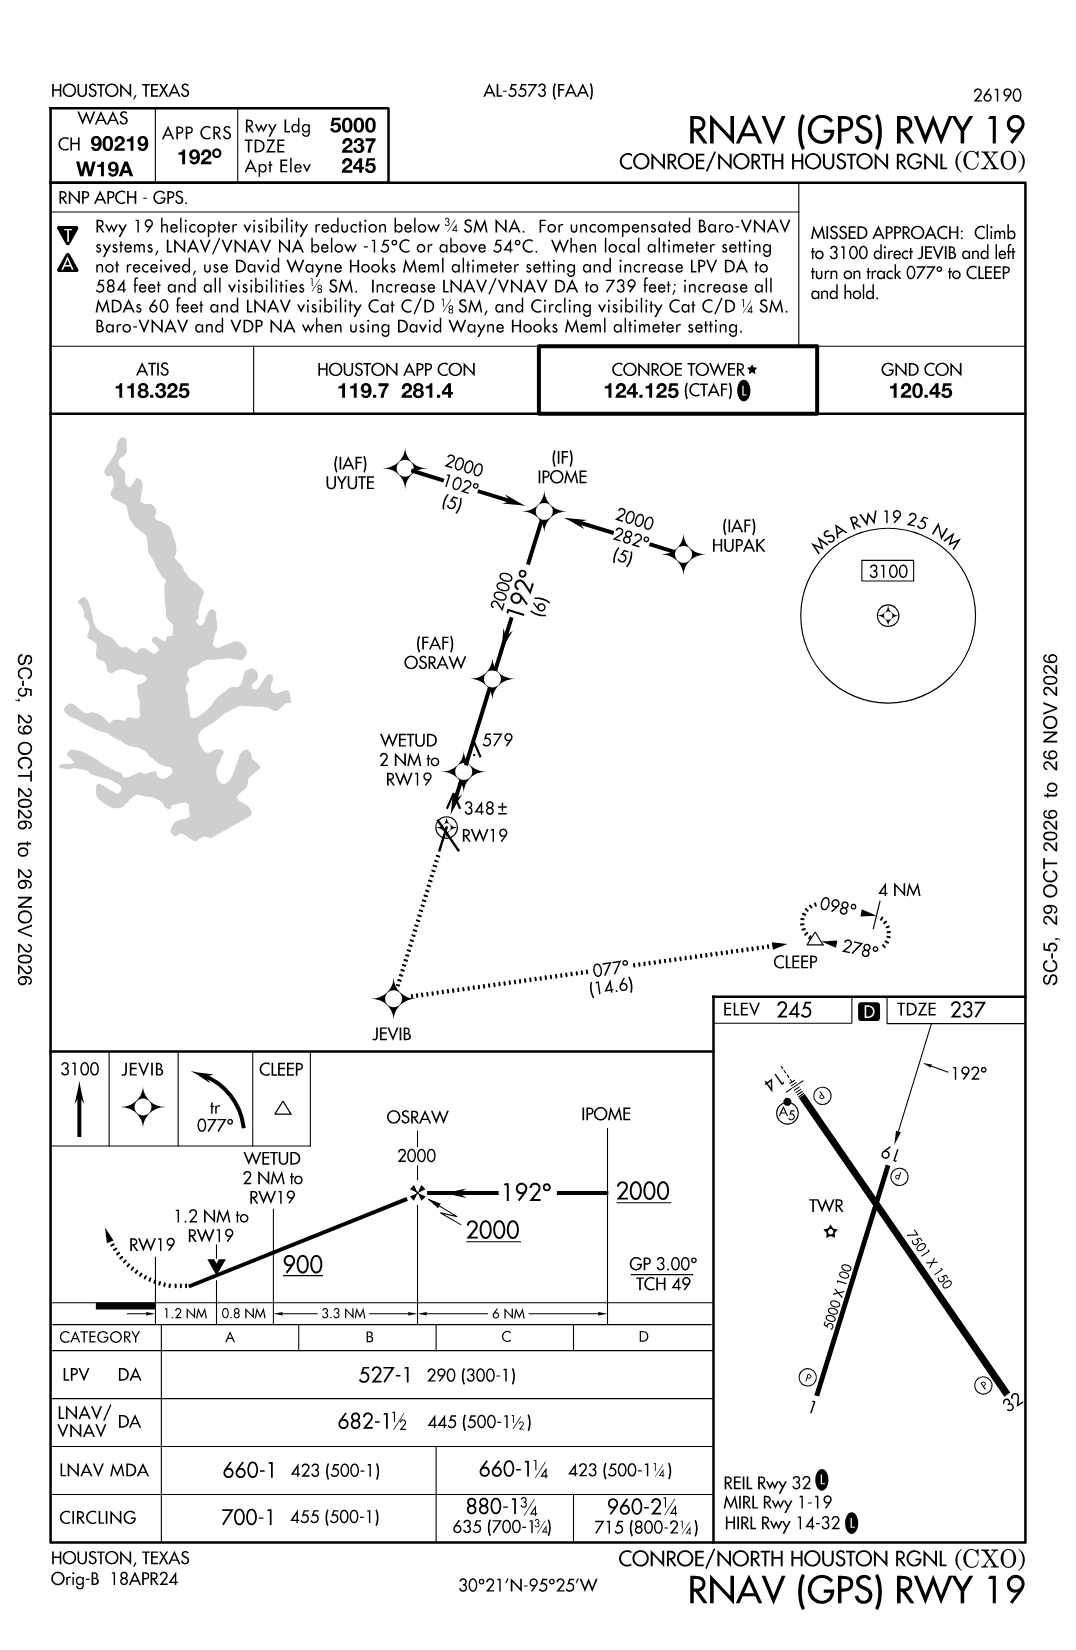 HOUSTON, TEXAS
AL-5573 (FAA)
26190
WAAS
CH 90219
W19A
APP CRS
192°
Rwy Ldg 5000
TDZE 237
Apt Elev 245
RNAV (GPS) RWY 19
CONROE/NORTH HOUSTON RGNL (CXO)
RNP APCH - GPS.
T
A
Rwy 19 helicopter visibility reduction below ¾ SM NA. For uncompensated Baro-VNAV
systems, LNAV/VNAV NA below -15°C or above 54°C. When local altimeter setting
not received, use David Wayne Hooks Meml altimeter setting and increase LPV DA to
584 feet and all visibilities ⅛ SM. Increase LNAV/VNAV DA to 739 feet; increase all
MDAs 60 feet and LNAV visibility Cat C/D ⅛ SM, and Circling visibility Cat C/D ¼ SM.
Baro-VNAV and VDP NA when using David Wayne Hooks Meml altimeter setting.
MISSED APPROACH: Climb
to 3100 direct JEVIB and left
turn on track 077° to CLEEP
and hold.
ATIS
118.325
HOUSTON APP CON
119.7 281.4
CONROE TOWER★
124.125 (CTAF) L
GND CON
120.45
(IAF)
UYUTE
2000
102°
(5)
(IF)
IPOME
2000
282°
(5)
(IAF)
HUPAK
MSA RW 19 25 NM
3100
2000
192°
(6)
(FAF)
OSRAW
WETUD
2 NM to
RW19
579
348±
RW19
4 NM
098°
278°
CLEEP
077°
(14.6)
JEVIB
SC-5, 29 OCT 2026 to 26 NOV 2026
SC-5, 29 OCT 2026 to 26 NOV 2026
ELEV 245
D
TDZE 237
192°
14
A5
P
19
P
TWR
7501 X 150
5000 X 100
P
P
1
32
REIL Rwy 32 L
MIRL Rwy 1-19
HIRL Rwy 14-32 L
3100
JEVIB
tr
077°
CLEEP
OSRAW
IPOME
2000
WETUD
2 NM to
RW19
192°
2000
2000
1.2 NM to
RW19
RW19
900
GP 3.00°
TCH 49
1.2 NM
0.8 NM
3.3 NM
6 NM
CATEGORY A B C D
LPV DA 527-1 290 (300-1)
LNAV/
VNAV DA 682-1½ 445 (500-1½)
LNAV MDA 660-1 423 (500-1) 660-1¼ 423 (500-1¼)
CIRCLING 700-1 455 (500-1)
880-1¾
635 (700-1¾)
960-2¼
715 (800-2¼)
HOUSTON, TEXAS
Orig-B 18APR24
30°21'N-95°25'W
CONROE/NORTH HOUSTON RGNL (CXO)
RNAV (GPS) RWY 19